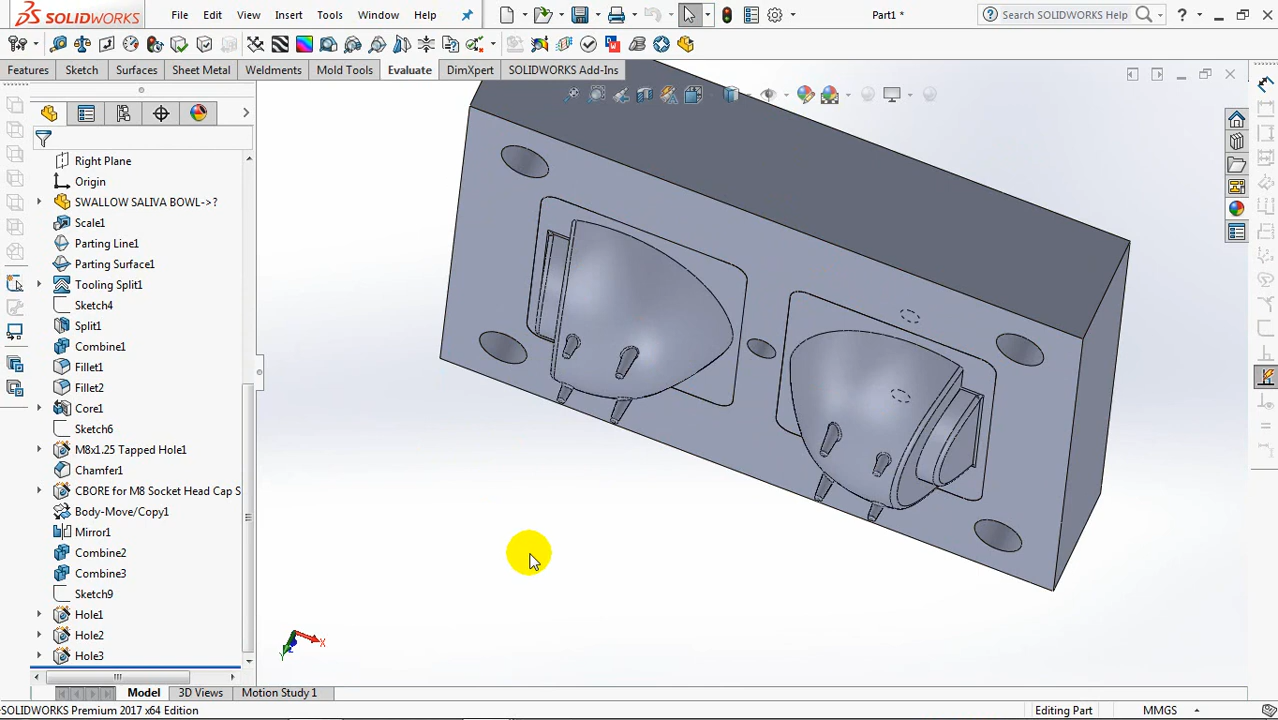 SOLIDWORKS File Edit View Insert Tools Window Help Part1 * Search SOLIDWORKS Help ?
Features Sketch Surfaces Sheet Metal Weldments Mold Tools Evaluate DimXpert SOLIDWORKS Add-Ins
Right Plane
Origin
SWALLOW SALIVA BOWL->?
Scale1
Parting Line1
Parting Surface1
Tooling Split1
Sketch4
Split1
Combine1
Fillet1
Fillet2
Core1
Sketch6
M8x1.25 Tapped Hole1
Chamfer1
CBORE for M8 Socket Head Cap S
Body-Move/Copy1
Mirror1
Combine2
Combine3
Sketch9
Hole1
Hole2
Hole3
X
Y
Model 3D Views Motion Study 1
SOLIDWORKS Premium 2017 x64 Edition Editing Part MMGS